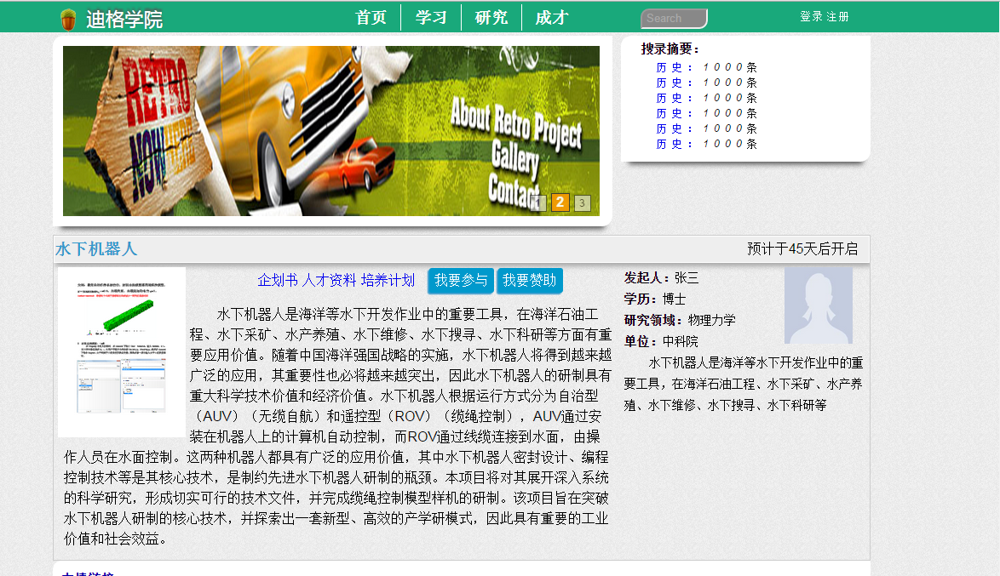 迪格学院
首页 学习 研究 成才
Search
登录 注册
RETRO
NOW HERE
About Retro Project
Gallery
Contact
2 3
搜录摘要：
历史：1000条
历史：1000条
历史：1000条
历史：1000条
历史：1000条
历史：1000条
水下机器人
预计于45天后开启
企划书 人才资料 培养计划 我要参与 我要赞助
水下机器人是海洋等水下开发作业中的重要工具，在海洋石油工
程、水下采矿、水产养殖、水下维修、水下搜寻、水下科研等方面有重
要应用价值。随着中国海洋强国战略的实施，水下机器人将得到越来越
广泛的应用，其重要性也必将越来越突出，因此水下机器人的研制具有
重大科学技术价值和经济价值。水下机器人根据运行方式分为自治型
（AUV）（无缆自航）和遥控型（ROV）（缆绳控制），AUV通过安
装在机器人上的计算机自动控制，而ROV通过线缆连接到水面，由操
作人员在水面控制。这两种机器人都具有广泛的应用价值，其中水下机器人密封设计、编程
控制技术等是其核心技术，是制约先进水下机器人研制的瓶颈。本项目将对其展开深入系统
的科学研究，形成切实可行的技术文件，并完成缆绳控制模型样机的研制。该项目旨在突破
水下机器人研制的核心技术，并探索出一套新型、高效的产学研模式，因此具有重要的工业
价值和社会效益。
发起人：张三
学历：博士
研究领域：物理力学
单位：中科院
水下机器人是海洋等水下开发作业中的重
要工具，在海洋石油工程、水下采矿、水产养
殖、水下维修、水下搜寻、水下科研等